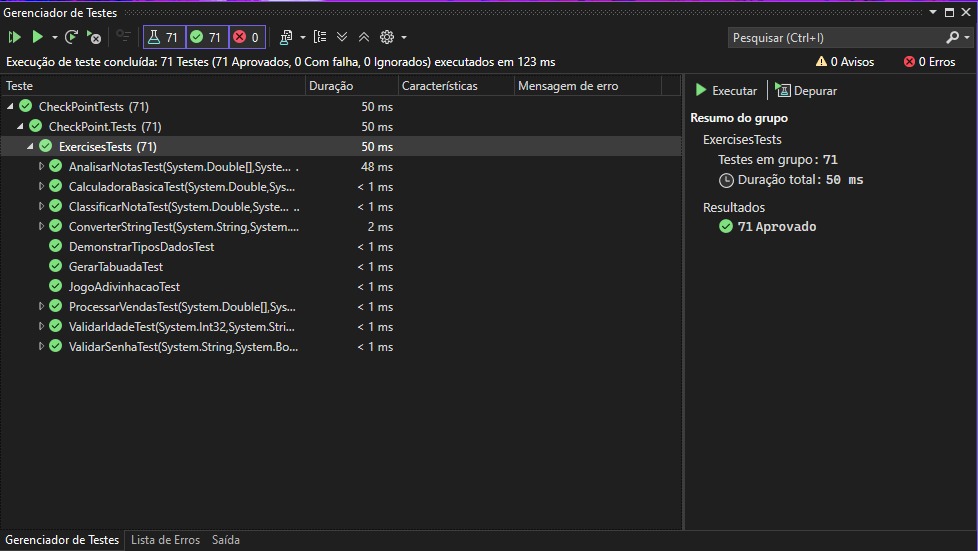 Gerenciador de Testes
71 71 0
Pesquisar (Ctrl+I)
Execução de teste concluída: 71 Testes (71 Aprovados, 0 Com falha, 0 Ignorados) executados em 123 ms
0 Avisos
0 Erros
Teste Duração Características Mensagem de erro
CheckPointTests (71) 50 ms
CheckPoint.Tests (71) 50 ms
ExercisesTests (71) 50 ms
AnalisarNotasTest(System.Double[],Syste... . 48 ms
CalculadoraBasicaTest(System.Double,Sys... < 1 ms
ClassificarNotaTest(System.Double,Syste... .. < 1 ms
ConverterStringTest(System.String,System.... 2 ms
DemonstrarTiposDadosTest < 1 ms
GerarTabuadaTest < 1 ms
JogoAdivinhacaoTest < 1 ms
ProcessarVendasTest(System.Double[],Sys... < 1 ms
ValidarIdadeTest(System.Int32,System.Stri... < 1 ms
ValidarSenhaTest(System.String,System.Bo... < 1 ms
Executar Depurar
Resumo do grupo
ExercisesTests
Testes em grupo: 71
Duração total: 50 ms
Resultados
71 Aprovado
Gerenciador de Testes Lista de Erros Saída